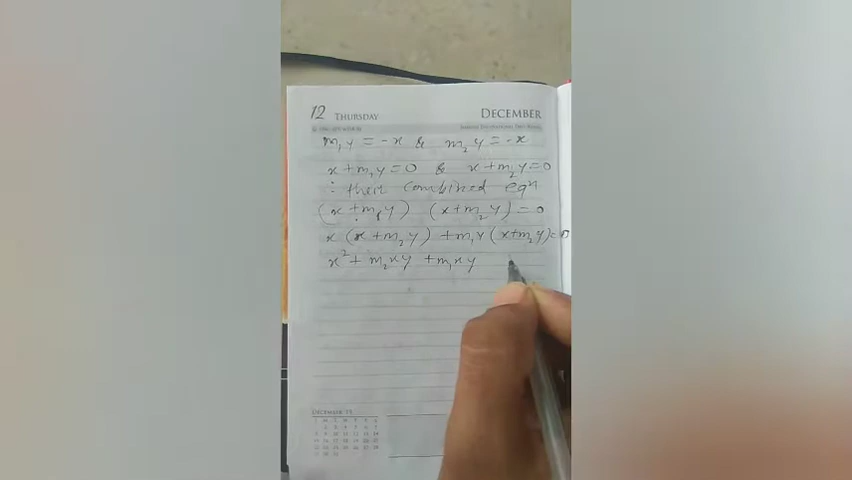 12 THURSDAY DECEMBER
m₁y = -x & m₂y = -x
x + m₁y = 0 & x + m₂y = 0
∴ their combined eqn
(x + m₁y) (x + m₂y) = 0
x (x + m₂y) + m₁y (x + m₂y) = 0
x² + m₂xy + m₁xy
DECEMBER